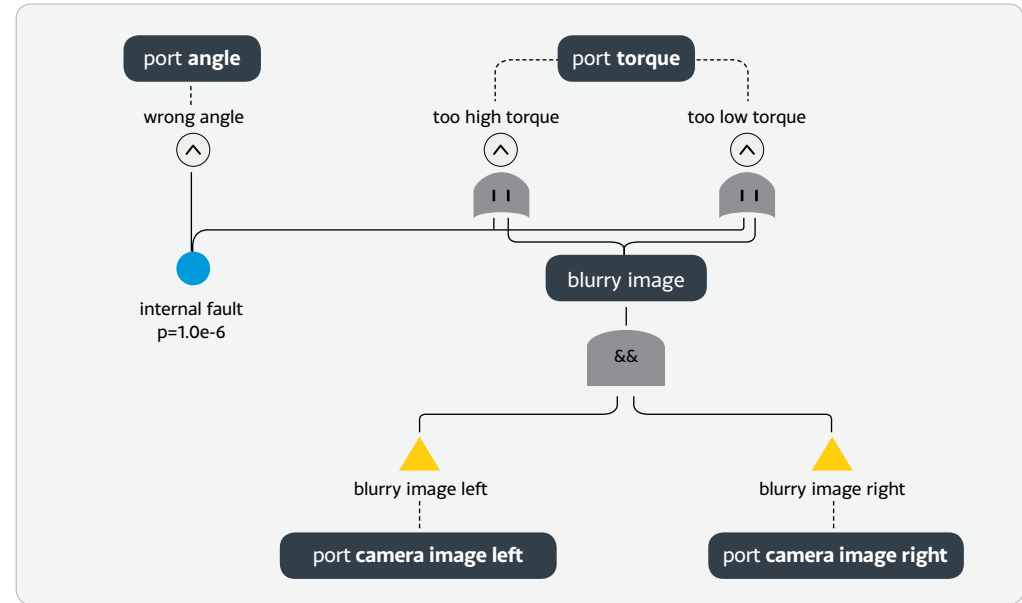 port angle
port torque
wrong angle
too high torque
too low torque
||
||
internal fault
p=1.0e-6
blurry image
&&
blurry image left
blurry image right
port camera image left
port camera image right